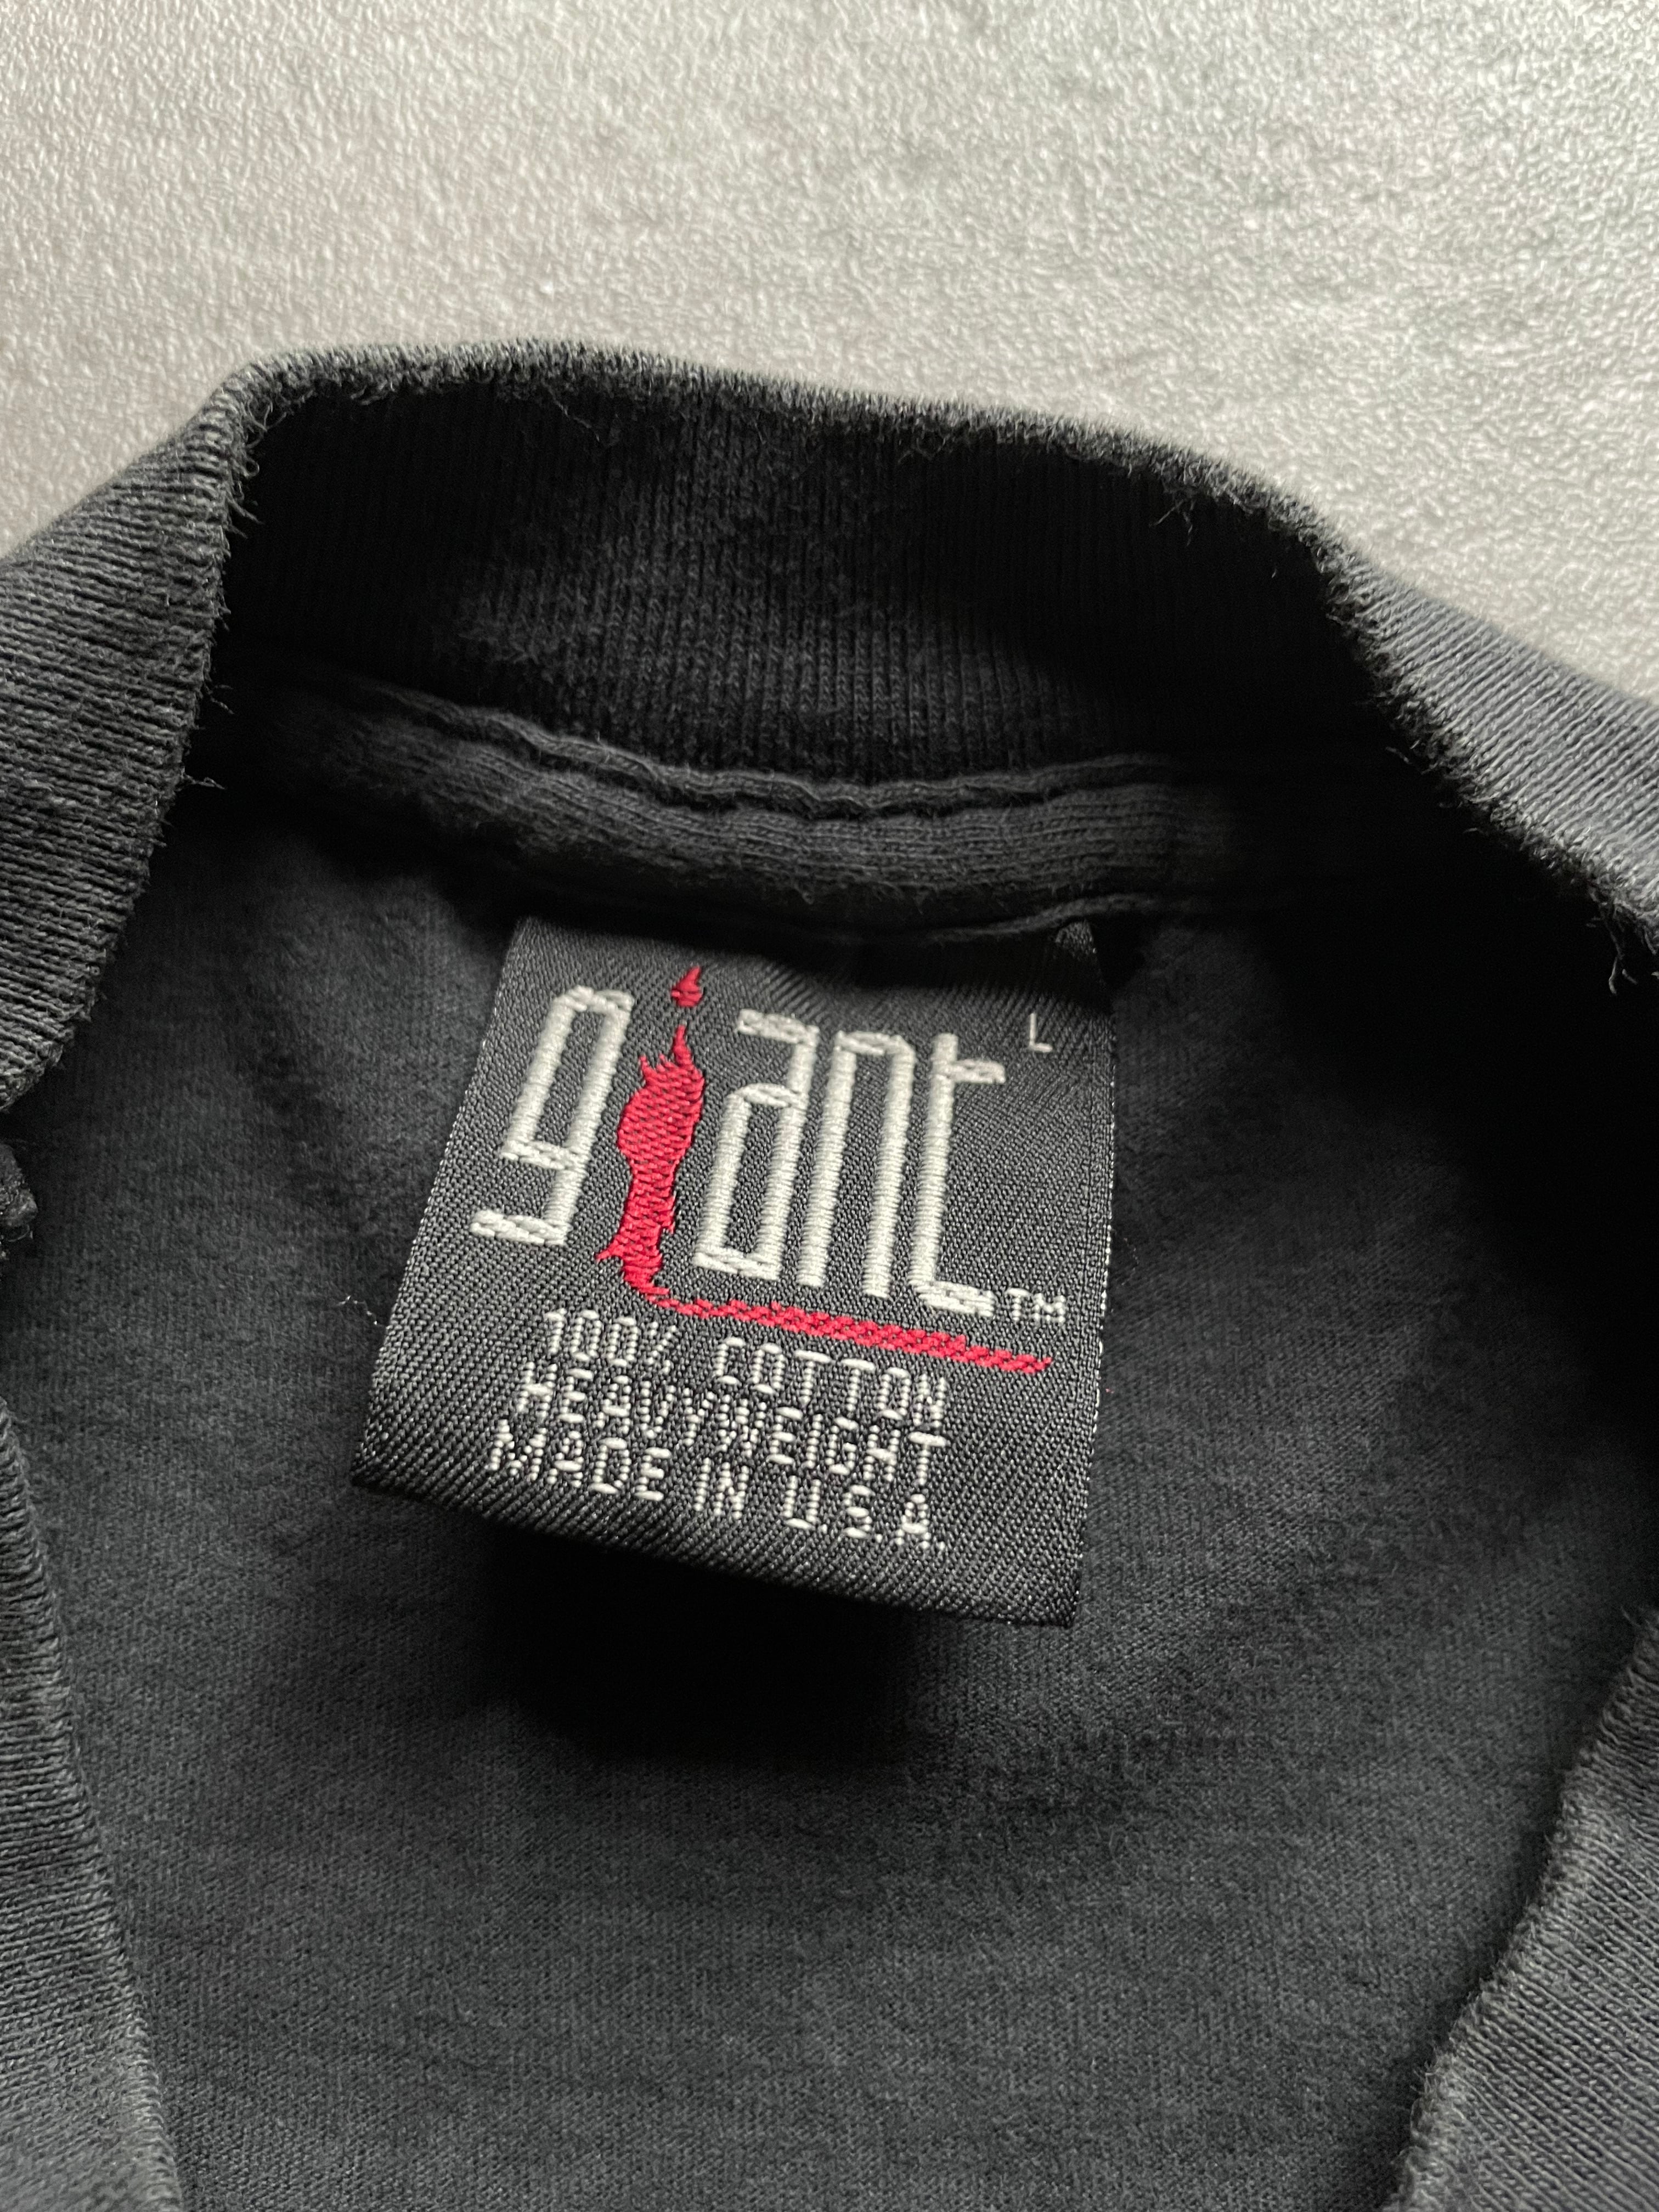 giant
L
TM
100% COTTON
HEAVYWEIGHT
MADE IN U.S.A.